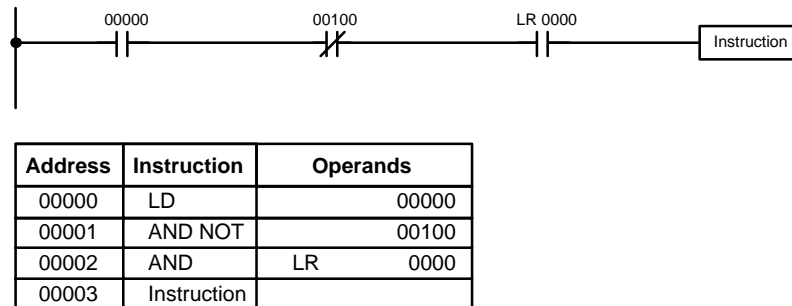 00000 00100 LR 0000
Instruction
Address Instruction Operands
00000 LD 00000
00001 AND NOT 00100
00002 AND LR 0000
00003 Instruction